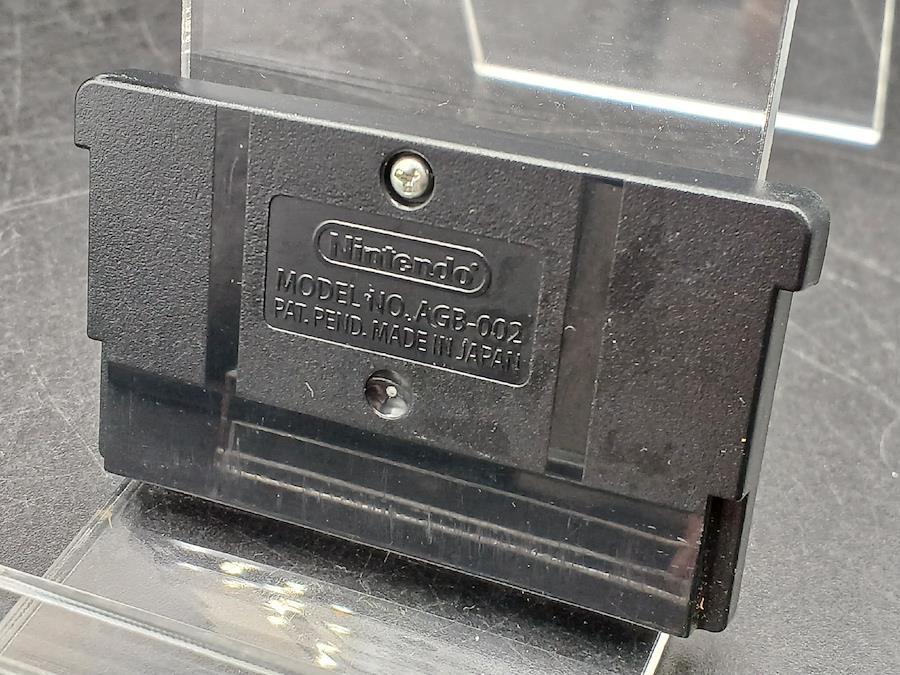 Nintendo
MODEL NO. AGB-002
PAT. PEND. MADE IN JAPAN